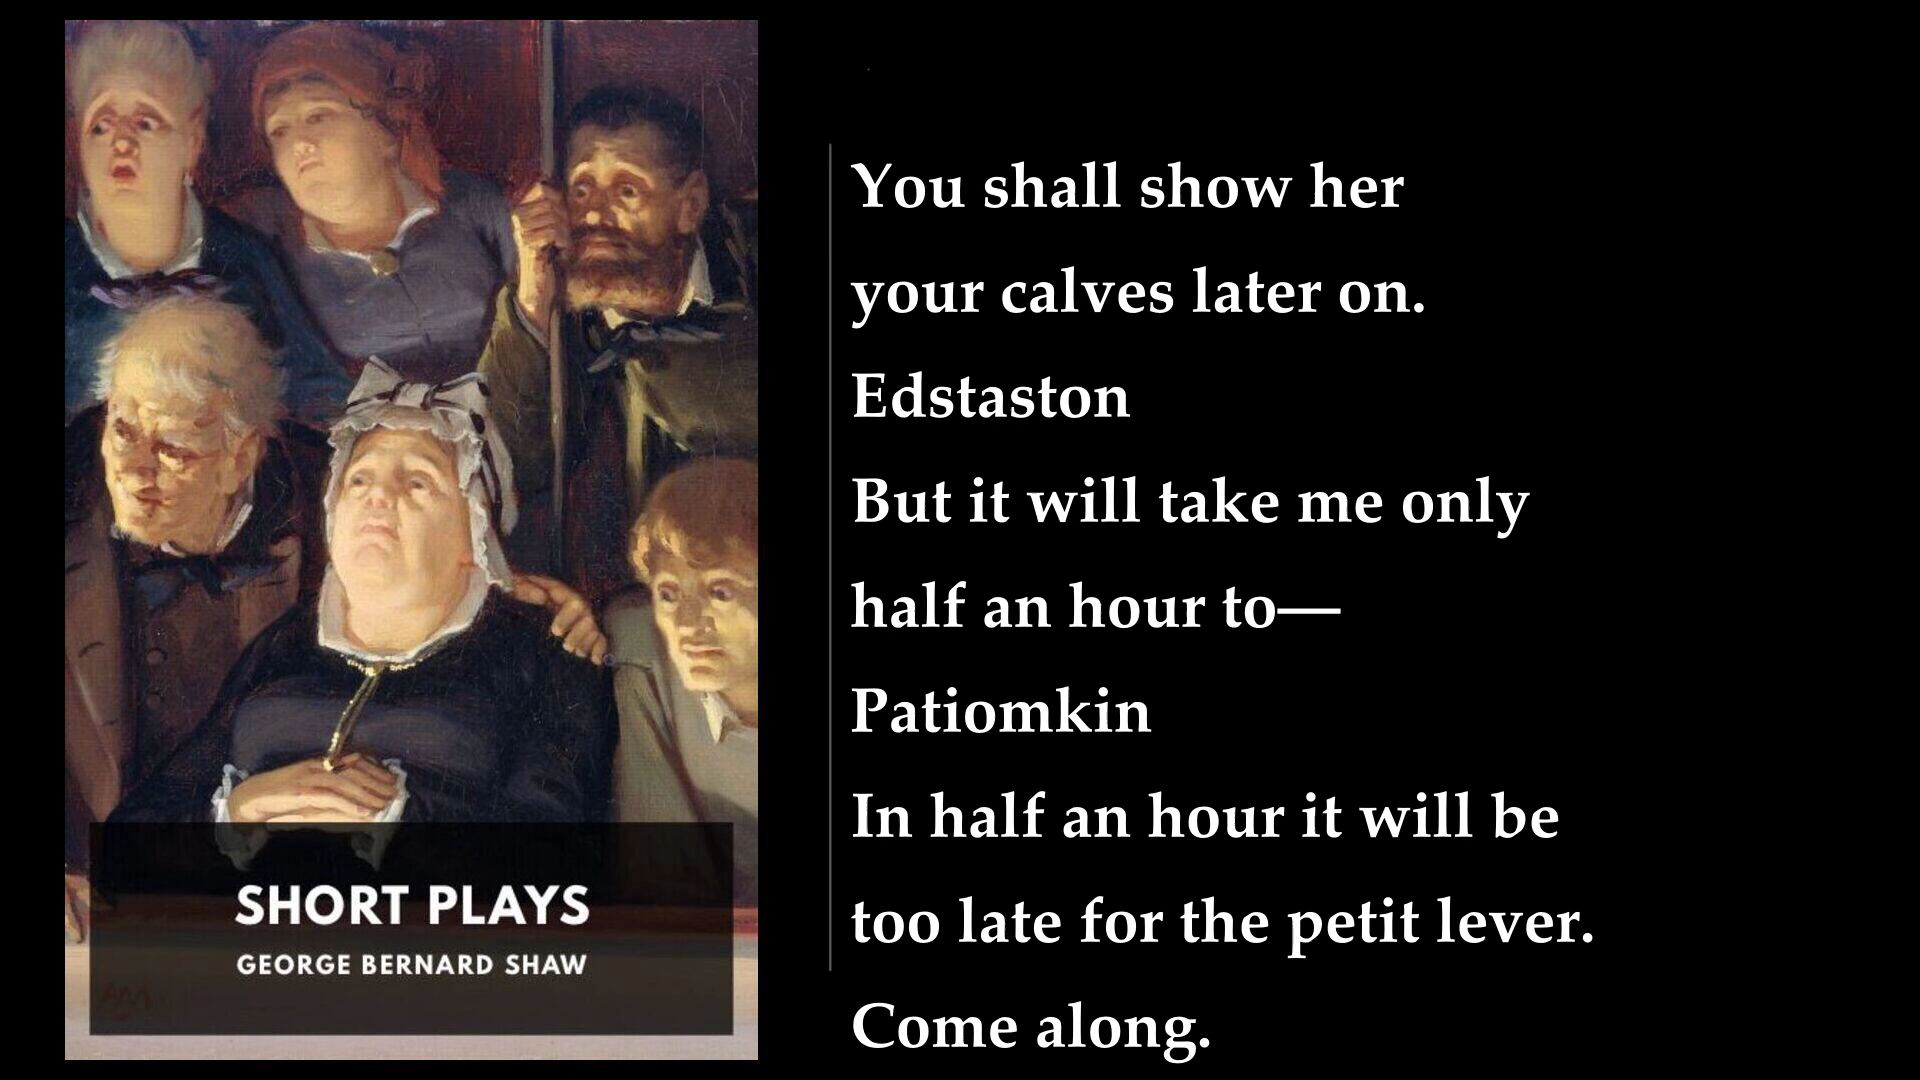 SHORT PLAYS
GEORGE BERNARD SHAW
You shall show her
your calves later on.
Edstaston
But it will take me only
half an hour to—
Patiomkin
In half an hour it will be
too late for the petit lever.
Come along.